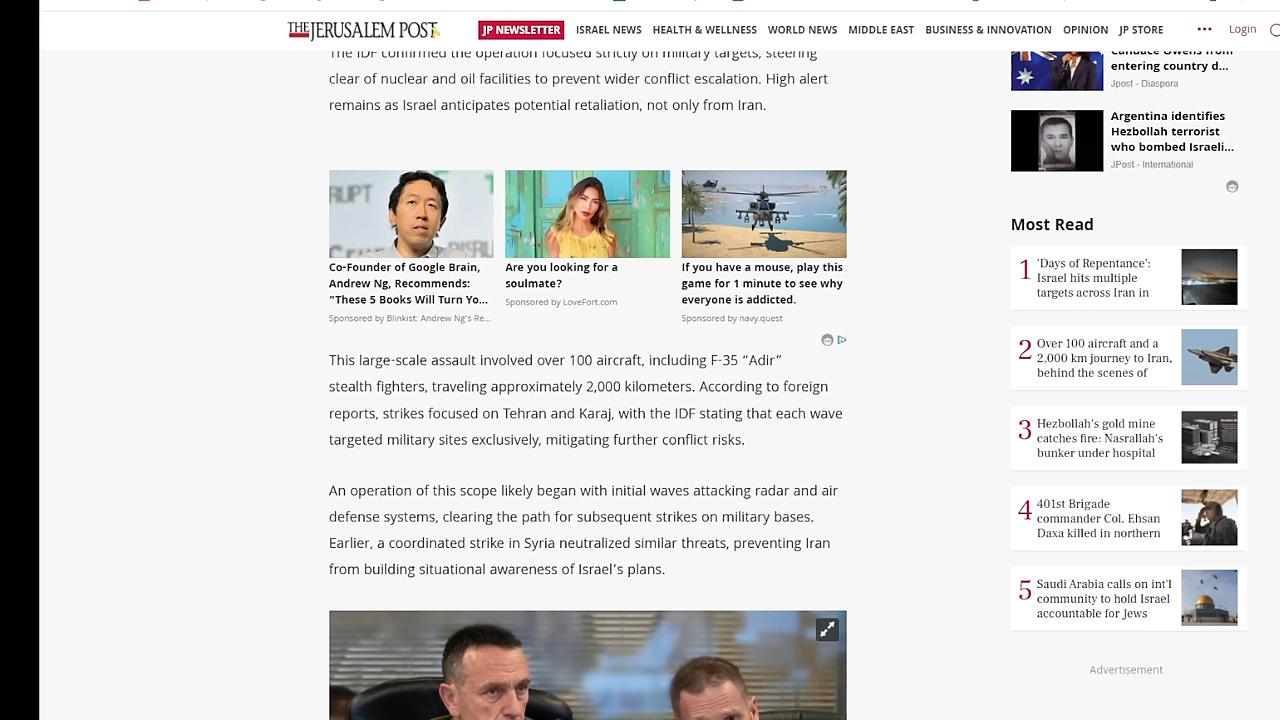 THE JERUSALEM POST
JP NEWSLETTER ISRAEL NEWS HEALTH & WELLNESS WORLD NEWS MIDDLE EAST BUSINESS & INNOVATION OPINION JP STORE ••• Login
The IDF confirmed the operation focused strictly on military targets, steering
clear of nuclear and oil facilities to prevent wider conflict escalation. High alert
remains as Israel anticipates potential retaliation, not only from Iran.
Co-Founder of Google Brain,
Andrew Ng, Recommends:
"These 5 Books Will Turn Yo...
Sponsored by Blinkist: Andrew Ng's Re...
Are you looking for a
soulmate?
Sponsored by LoveFort.com
If you have a mouse, play this
game for 1 minute to see why
everyone is addicted.
Sponsored by navy.quest
This large-scale assault involved over 100 aircraft, including F-35 “Adir”
stealth fighters, traveling approximately 2,000 kilometers. According to foreign
reports, strikes focused on Tehran and Karaj, with the IDF stating that each wave
targeted military sites exclusively, mitigating further conflict risks.
An operation of this scope likely began with initial waves attacking radar and air
defense systems, clearing the path for subsequent strikes on military bases.
Earlier, a coordinated strike in Syria neutralized similar threats, preventing Iran
from building situational awareness of Israel’s plans.
Candace Owens from
entering country d...
Jpost - Diaspora
Argentina identifies
Hezbollah terrorist
who bombed Israeli...
JPost - International
Most Read
1 'Days of Repentance':
Israel hits multiple
targets across Iran in
2 Over 100 aircraft and a
2,000 km journey to Iran,
behind the scenes of
3 Hezbollah's gold mine
catches fire: Nasrallah's
bunker under hospital
4 401st Brigade
commander Col. Ehsan
Daxa killed in northern
5 Saudi Arabia calls on int'l
community to hold Israel
accountable for Jews
Advertisement